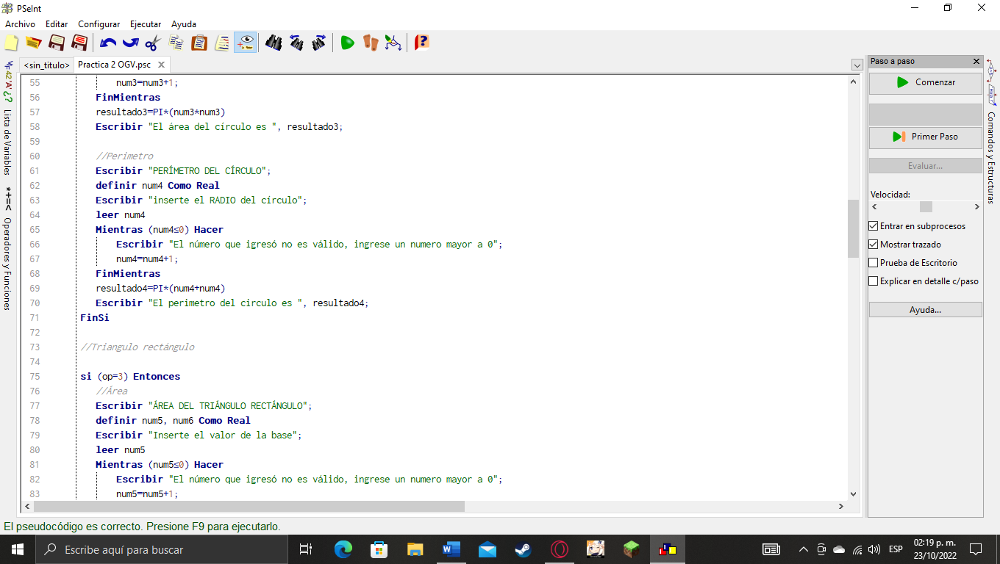 PSeInt
Archivo Editar Configurar Ejecutar Ayuda
<sin_titulo> Practica 2 OGV.psc
55 num3=num3+1;
56 FinMientras
57 resultado3=PI*(num3*num3)
58 Escribir "El área del círculo es ", resultado3;
59
60 //Perimetro
61 Escribir "PERÍMETRO DEL CÍRCULO";
62 definir num4 Como Real
63 Escribir "inserte el RADIO del círculo";
64 leer num4
65 Mientras (num4≤0) Hacer
66 Escribir "El número que igresó no es válido, ingrese un numero mayor a 0";
67 num4=num4+1;
68 FinMientras
69 resultado4=PI*(num4+num4)
70 Escribir "El perimetro del circulo es ", resultado4;
71 FinSi
72
73 //Triangulo rectángulo
74
75 si (op=3) Entonces
76 //Área
77 Escribir "ÁREA DEL TRIÁNGULO RECTÁNGULO";
78 definir num5, num6 Como Real
79 Escribir "Inserte el valor de la base";
80 leer num5
81 Mientras (num5≤0) Hacer
82 Escribir "El número que igresó no es válido, ingrese un numero mayor a 0";
83 num5=num5+1;
42 'A' ¿?
Lista de Variables
*+=<
Operadores y Funciones
Paso a paso
Comenzar
Primer Paso
Evaluar...
Velocidad:
Entrar en subprocesos
Mostrar trazado
Prueba de Escritorio
Explicar en detalle c/paso
Ayuda...
Comandos y Estructuras
El pseudocódigo es correcto. Presione F9 para ejecutarlo.
Escribe aquí para buscar
ESP
02:19 p. m.
23/10/2022